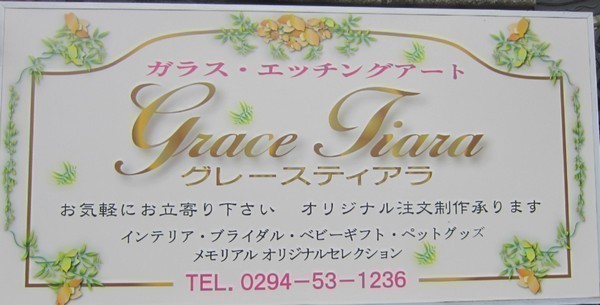 ガラス・エッチングアート
Grace Tiara
グレースティアラ
お気軽にお立寄り下さい　オリジナル注文制作承ります
インテリア・ブライダル・ベビーギフト・ペットグッズ
メモリアル オリジナルセレクション
TEL. 0294-53-1236